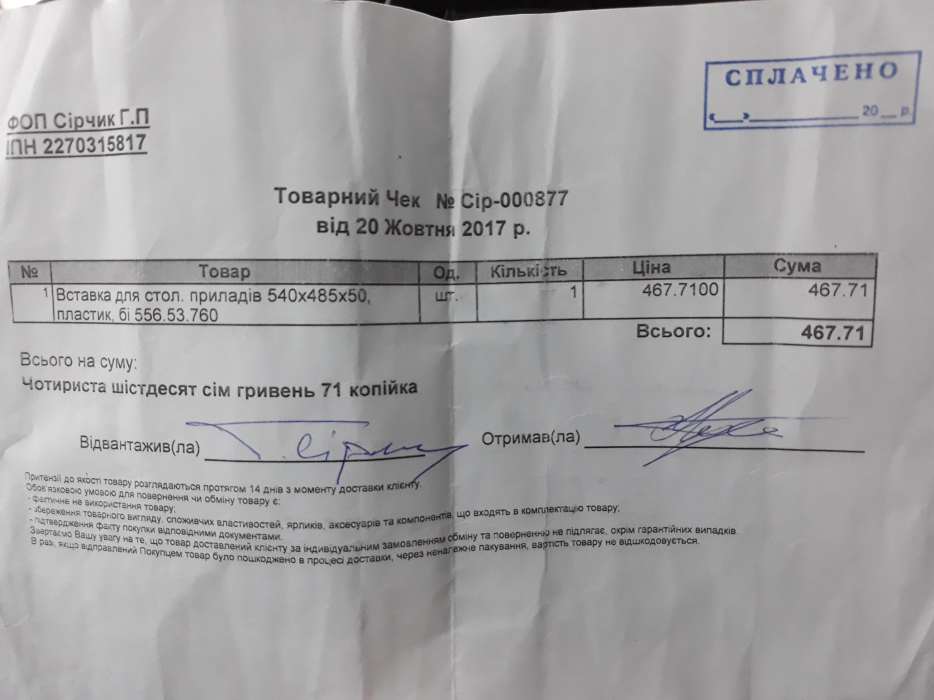 ФОП Сірчик Г.П
ІПН 2270315817
СПЛАЧЕНО
«___»____________ 20__ р.
Товарний Чек № Сір-000877
від 20 Жовтня 2017 р.
№ Товар Од. Кількість Ціна Сума
1 Вставка для стол. приладів 540х485х50, шт. 1 467.7100 467.71
пластик, бі 556.53.760
Всього: 467.71
Всього на суму:
Чотириста шістдесят сім гривень 71 копійка
Відвантажив(ла) Г. Сірчик Отримав(ла)
Притензії до якості товару розглядаються протягом 14 днів з моменту доставки клієнту.
Обов'язковою умовою для повернення чи обміну товару є:
- фактичне не використання товару;
- збереження товарного вигляду, споживчих властивостей, ярликів, аксесуарів та компонентів, що входять в комплектацію товару;
- підтвердження факту покупки відповідними документами.
Звертаємо Вашу увагу на те, що товар доставлений клієнту за індивідуальним замовленням обміну та поверненню не підлягає, окрім гарантійних випадків.
В разі, якщо відправлений Покупцем товар було пошкоджено в процесі доставки, через неналежне пакування, вартість товару не відшкодовується.